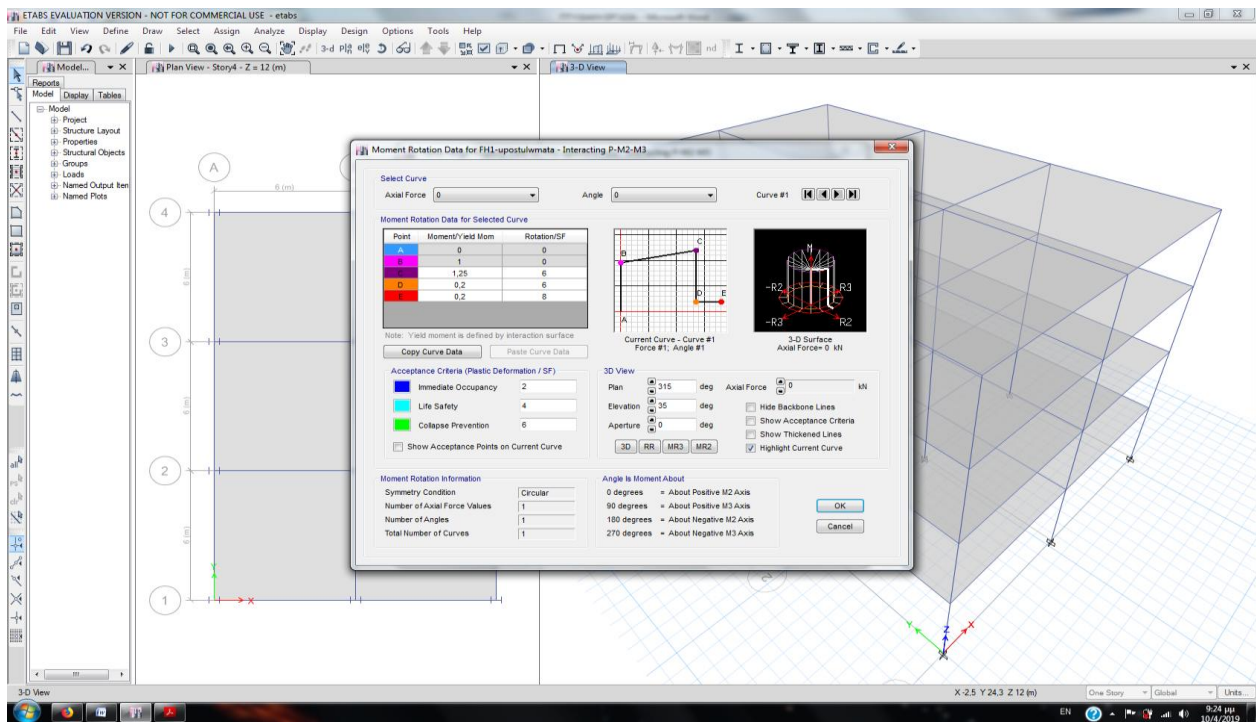 ETABS EVALUATION VERSION - NOT FOR COMMERCIAL USE - etabs
File Edit View Define Draw Select Assign Analyze Display Design Options Tools Help
3-d
nd
Model...
Plan View - Story4 - Z = 12 (m)
3-D View
Reports
Model Display Tables
Model
Project
Structure Layout
Properties
Structural Objects
Groups
Loads
Named Output Iten
Named Plots
A
6 (m)
4
6 (m)
3
6 (m)
2
6 (m)
1
Y
X
Moment Rotation Data for FH1-upostulwmata - Interacting P-M2-M3
Select Curve
Axial Force 0 Angle 0 Curve #1
Moment Rotation Data for Selected Curve
Point Moment/Yield Mom Rotation/SF
A 0 0
B 1 0
C 1,25 6
D 0,2 6
E 0,2 8
Note: Yield moment is defined by interaction surface
Copy Curve Data Paste Curve Data
B C D E A
Current Curve - Curve #1
Force #1; Angle #1
M
-R2 R3
-R3 R2
3-D Surface
Axial Force= 0 kN
Acceptance Criteria (Plastic Deformation / SF)
Immediate Occupancy 2
Life Safety 4
Collapse Prevention 6
Show Acceptance Points on Current Curve
3D View
Plan 315 deg Axial Force 0 kN
Elevation 35 deg Hide Backbone Lines
Aperture 0 deg Show Acceptance Criteria
Show Thickened Lines
3D RR MR3 MR2 Highlight Current Curve
Moment Rotation Information
Symmetry Condition Circular
Number of Axial Force Values 1
Number of Angles 1
Total Number of Curves 1
Angle Is Moment About
0 degrees = About Positive M2 Axis
90 degrees = About Positive M3 Axis
180 degrees = About Negative M2 Axis
270 degrees = About Negative M3 Axis
OK
Cancel
2
Y Z X
3-D View
X -2.5 Y 24,3 Z 12 (m) One Story Global Units...
EN 9:24 μμ
10/4/2019